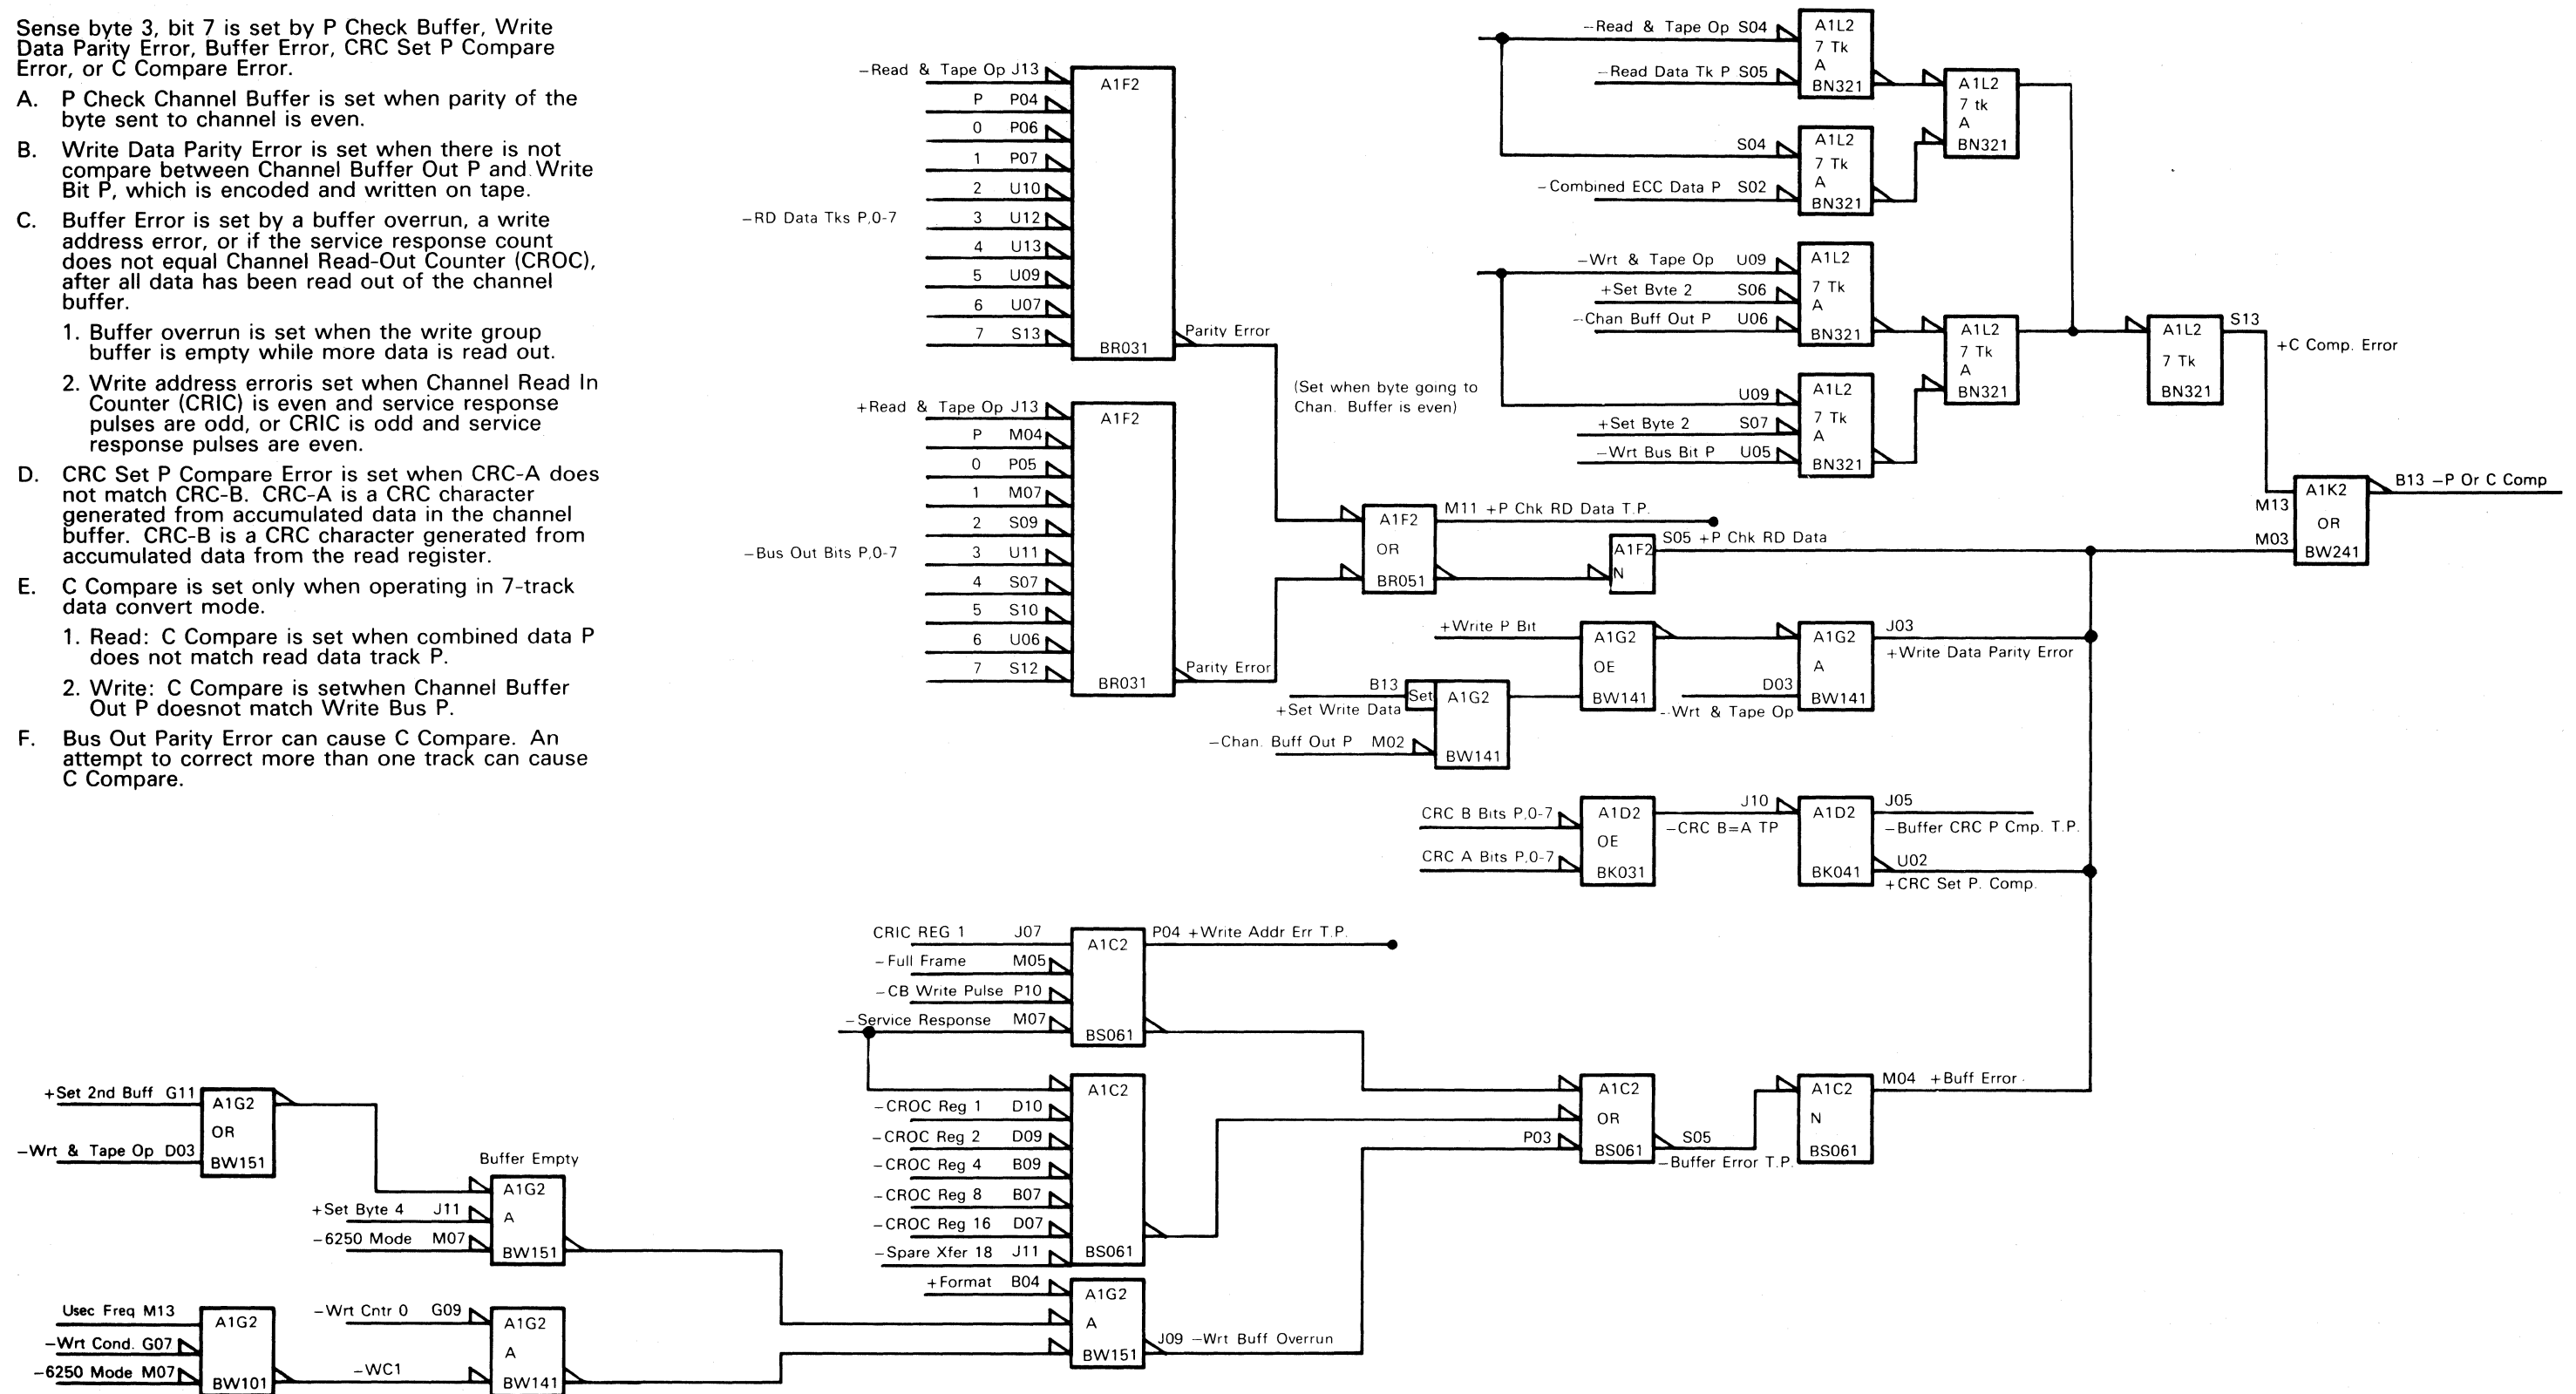 Sense byte 3, bit 7 is set by P Check Buffer, Write
Data Parity Error, Buffer Error, CRC Set P Compare
Error, or C Compare Error.
A. P Check Channel Buffer is set when parity of the
byte sent to channel is even.
B. Write Data Parity Error is set when there is not
compare between Channel Buffer Out P and Write
Bit P, which is encoded and written on tape.
C. Buffer Error is set by a buffer overrun, a write
address error, or if the service response count
does not equal Channel Read-Out Counter (CROC),
after all data has been read out of the channel
buffer.
1. Buffer overrun is set when the write group
buffer is empty while more data is read out.
2. Write address erroris set when Channel Read In
Counter (CRIC) is even and service response
pulses are odd, or CRIC is odd and service
response pulses are even.
D. CRC Set P Compare Error is set when CRC-A does
not match CRC-B. CRC-A is a CRC character
generated from accumulated data in the channel
buffer. CRC-B is a CRC character generated from
accumulated data from the read register.
E. C Compare is set only when operating in 7-track
data convert mode.
1. Read: C Compare is set when combined data P
does not match read data track P.
2. Write: C Compare is setwhen Channel Buffer
Out P doesnot match Write Bus P.
F. Bus Out Parity Error can cause C Compare. An
attempt to correct more than one track can cause
C Compare.
-Read & Tape Op J13
P P04
0 P06
1 P07
2 U10
-RD Data Tks P,0-7
3 U12
4 U13
5 U09
6 U07
7 S13
A1F2
BR031
Parity Error
+Read & Tape Op J13
P M04
0 P05
1 M07
2 S09
-Bus Out Bits P,0-7
3 U11
4 S07
5 S10
6 U06
7 S12
A1F2
BR031
Parity Error
(Set when byte going to
Chan. Buffer is even)
-Read & Tape Op S04
-Read Data Tk P S05
A1L2
7 Tk
A
BN321
S04
-Combined ECC Data P S02
A1L2
7 Tk
A
BN321
A1L2
7 tk
A
BN321
-Wrt & Tape Op U09
+Set Byte 2 S06
-Chan Buff Out P U06
A1L2
7 Tk
A
BN321
U09
+Set Byte 2 S07
-Wrt Bus Bit P U05
A1L2
7 Tk
A
BN321
A1L2
7 Tk
A
BN321
A1L2
7 Tk
BN321
S13
+C Comp. Error
M13
M03
A1K2
OR
BW241
B13 -P Or C Comp
A1F2
OR
BR051
M11 +P Chk RD Data T.P.
A1F2
N
S05 +P Chk RD Data
+Write P Bit
A1G2
OE
BW141
B13
+Set Write Data
Set
A1G2
BW141
-Chan. Buff Out P M02
D03
-Wrt & Tape Op
A1G2
A
BW141
J03
+Write Data Parity Error
CRC B Bits P,0-7
CRC A Bits P,0-7
A1D2
OE
BK031
J10
-CRC B=A TP
A1D2
BK041
J05
-Buffer CRC P Cmp. T.P.
U02
+CRC Set P. Comp.
CRIC REG 1 J07
-Full Frame M05
-CB Write Pulse P10
-Service Response M07
A1C2
BS061
P04 +Write Addr Err T.P.
-CROC Reg 1 D10
-CROC Reg 2 D09
-CROC Reg 4 B09
-CROC Reg 8 B07
-CROC Reg 16 D07
-Spare Xfer 18 J11
A1C2
BS061
P03
A1C2
OR
BS061
S05
-Buffer Error T.P.
A1C2
N
BS061
M04 +Buff Error
+Set 2nd Buff G11
-Wrt & Tape Op D03
A1G2
OR
BW151
Buffer Empty
+Set Byte 4 J11
-6250 Mode M07
A1G2
A
BW151
Usec Freq M13
-Wrt Cond. G07
-6250 Mode M07
A1G2
BW101
-Wrt Cntr 0 G09
-WC1
A1G2
A
BW141
+Format B04
A1G2
A
BW151
J09 -Wrt Buff Overrun